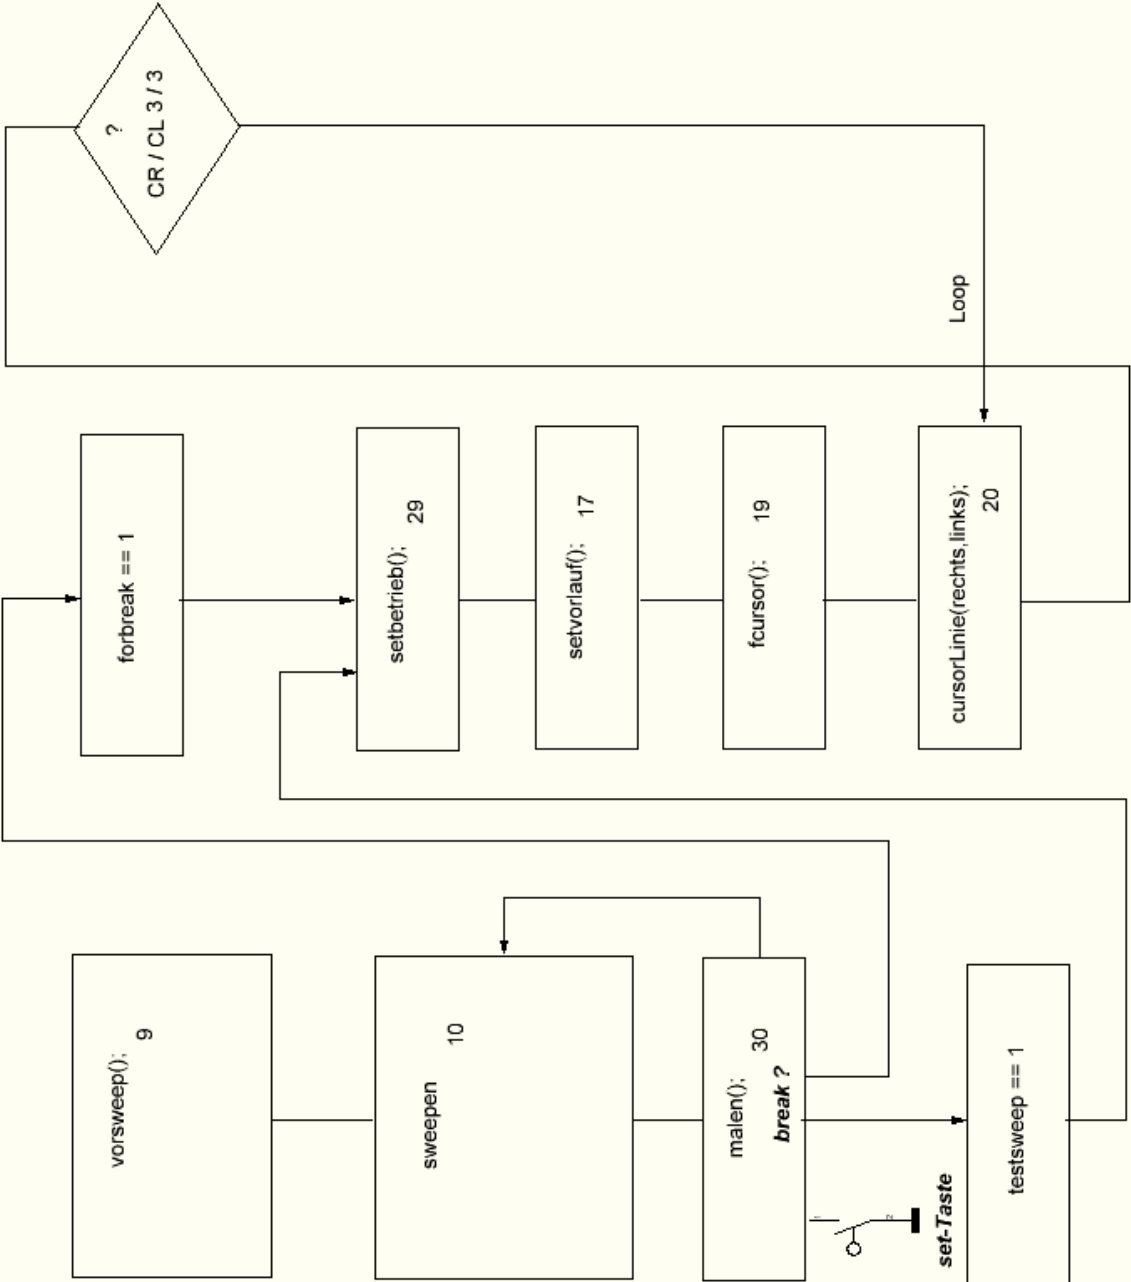 vorsweep();
9
sweepen
10
malen();
30
break ?
set-Taste
1
2
testsweep == 1
forbreak == 1
setbetrieb();
29
setvorlauf();
17
fcursor();
19
cursorLinie(rechts,links);
20
?
CR / CL 3 / 3
Loop